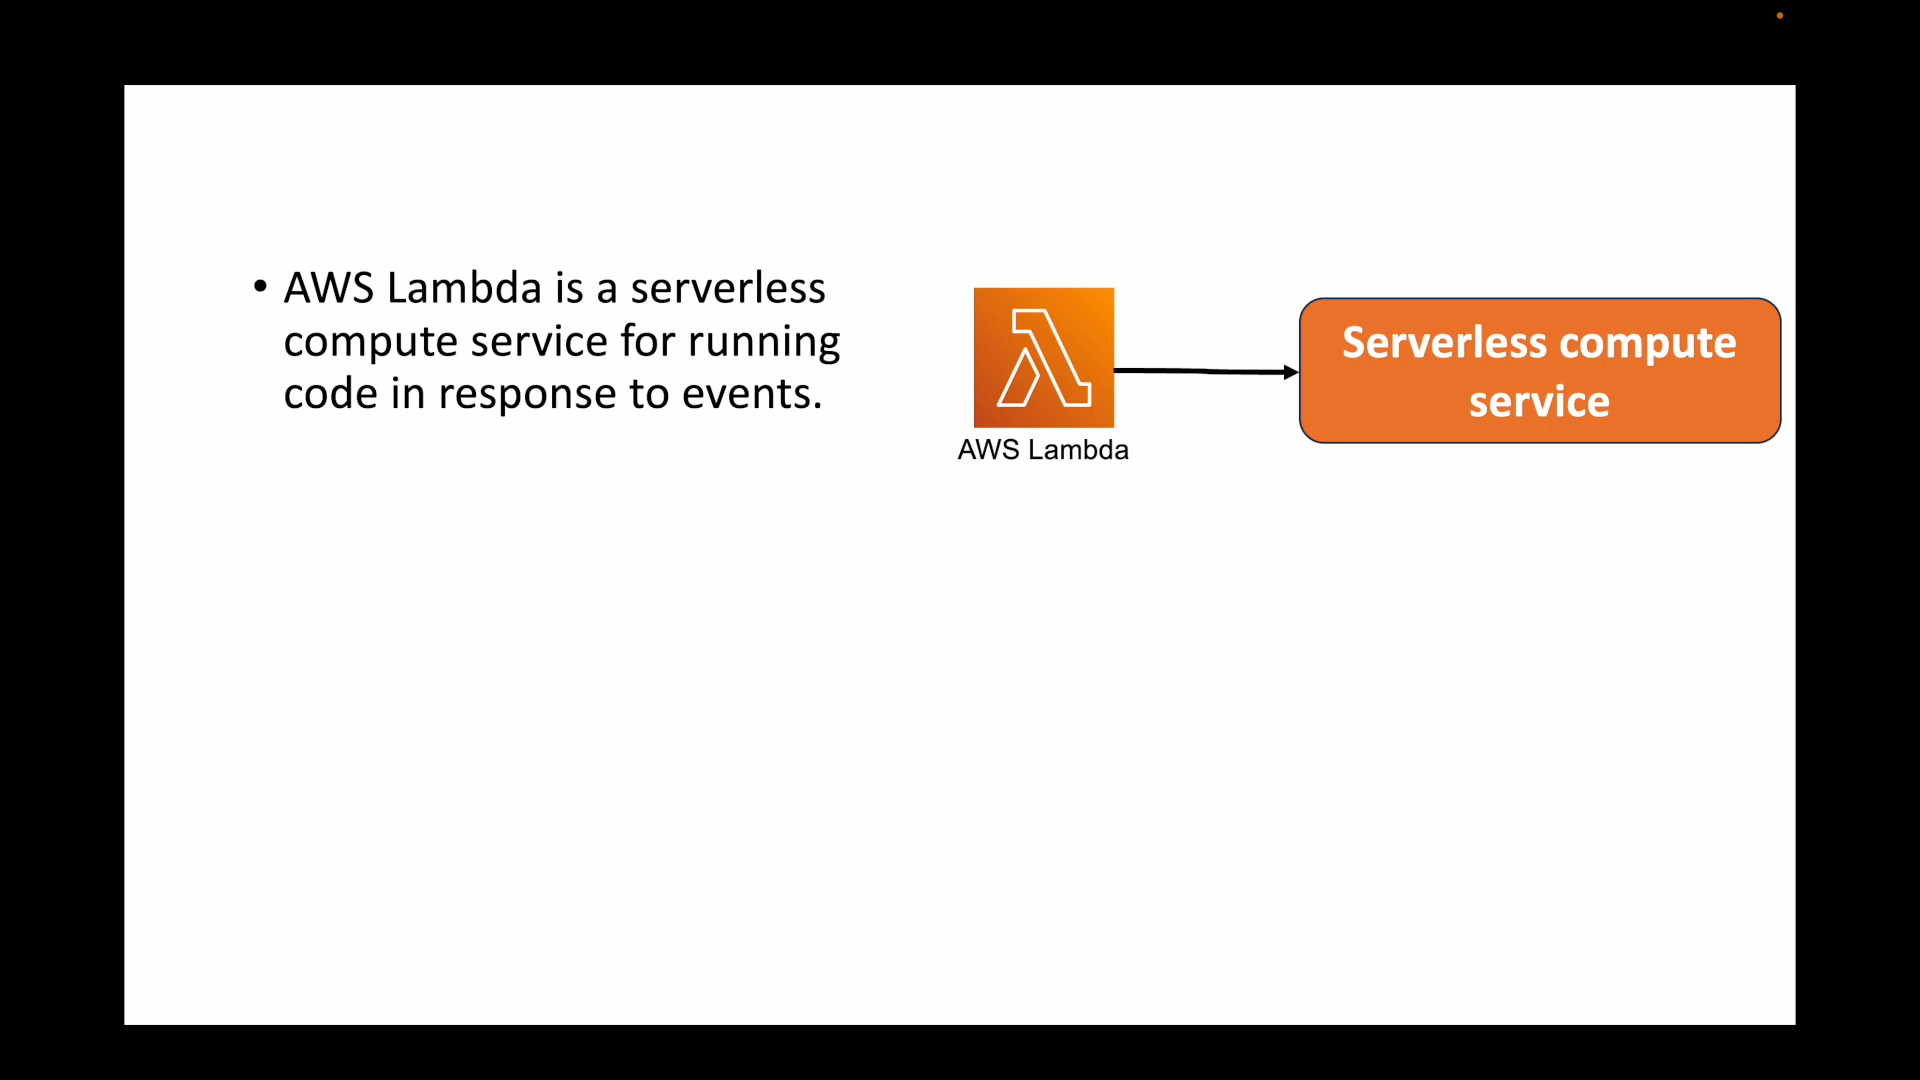 • AWS Lambda is a serverless
compute service for running
code in response to events.
AWS Lambda
Serverless compute
service